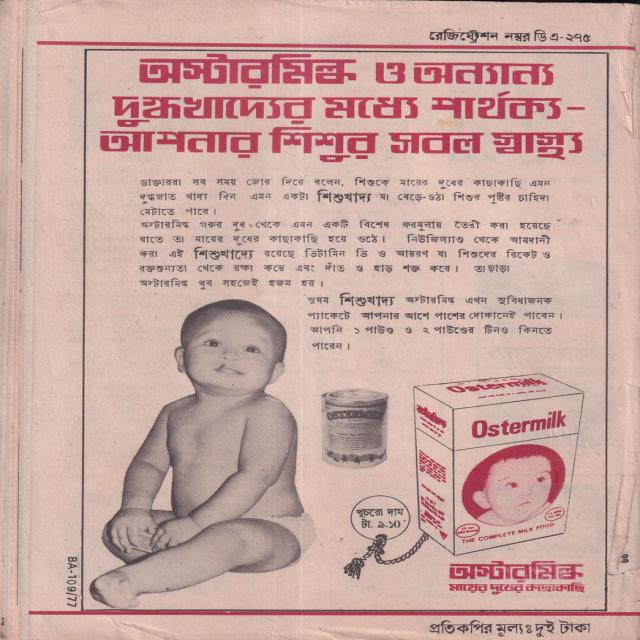 রেজিষ্ট্রেশন নম্বর ডি এ-২৭৫
অস্টারমিল্ক ও অন্যান্য
দুগ্ধখাদ্যের মধ্যে পার্থক্য-
আপনার শিশুর সবল স্বাস্থ্য
ডাক্তাররা সব সময় জোর দিয়ে বলেন, শিশুকে মায়ের দুধের কাছাকাছি এমন
দুগ্ধজাত খাদ্য দিন এমন একটা শিশুখাদ্য যা বেড়ে-ওঠা শিশুর পুষ্টির চাহিদা
মেটাতে পারে।
অস্টারমিল্ক গরুর দুধ থেকে এমন একটি বিশেষ ফরমুলায় তৈরী করা হয়েছে
যাতে তা মায়ের দুধের কাছাকাছি হয়ে ওঠে। নিউজিল্যাণ্ড থেকে আমদানী
করা এই শিশুখাদ্যে রয়েছে ভিটামিন ডি ও আয়রণ যা শিশুদের রিকেট ও
রক্তশুন্যতা থেকে রক্ষা করে এবং দাঁত ও হাড় শক্ত করে। তাছাড়া
অস্টারমিল্ক খুব সহজেই হজম হয়।
সুষম শিশুখাদ্য অস্টারমিল্ক এখন সুবিধাজনক
প্যাকেটে আপনার আশে পাশের দোকানেই পাবেন।
আপনি ১ পাউণ্ড ও ২ পাউণ্ডের টিনও কিনতে
পারেন।
Ostermilk
OSTERMILK
Ostermilk
THE COMPLETE MILK FOOD
খুচরো দাম
টা. ৯.১০
অস্টারমিল্ক
মায়ের দুধের কাছাকাছি
BA-109/77
প্রতিকপির মূল্যঃ দুই টাকা